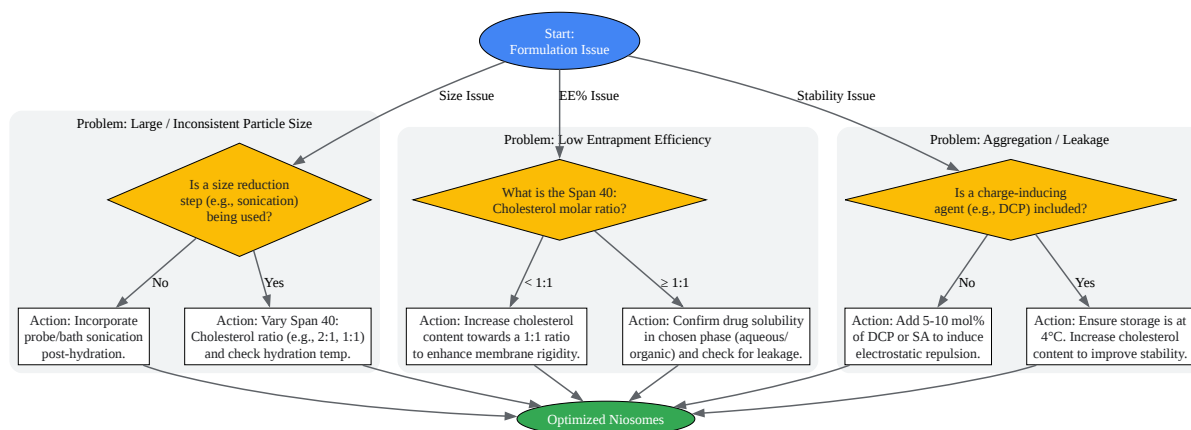 Start:
Formulation Issue
Size Issue
EE% Issue
Stability Issue
Problem: Large / Inconsistent Particle Size
Problem: Low Entrapment Efficiency
Problem: Aggregation / Leakage
Is a size reduction
step (e.g., sonication)
being used?
What is the Span 40:
Cholesterol molar ratio?
Is a charge-inducing
agent (e.g., DCP) included?
No
Yes
< 1:1
≥ 1:1
No
Yes
Action: Incorporate
probe/bath sonication
post-hydration.
Action: Vary Span 40:
Cholesterol ratio (e.g., 2:1, 1:1)
and check hydration temp.
Action: Increase cholesterol
content towards a 1:1 ratio
to enhance membrane rigidity.
Action: Confirm drug solubility
in chosen phase (aqueous/
organic) and check for leakage.
Action: Add 5-10 mol%
of DCP or SA to induce
electrostatic repulsion.
Action: Ensure storage is at
4°C. Increase cholesterol
content to improve stability.
Optimized Niosomes